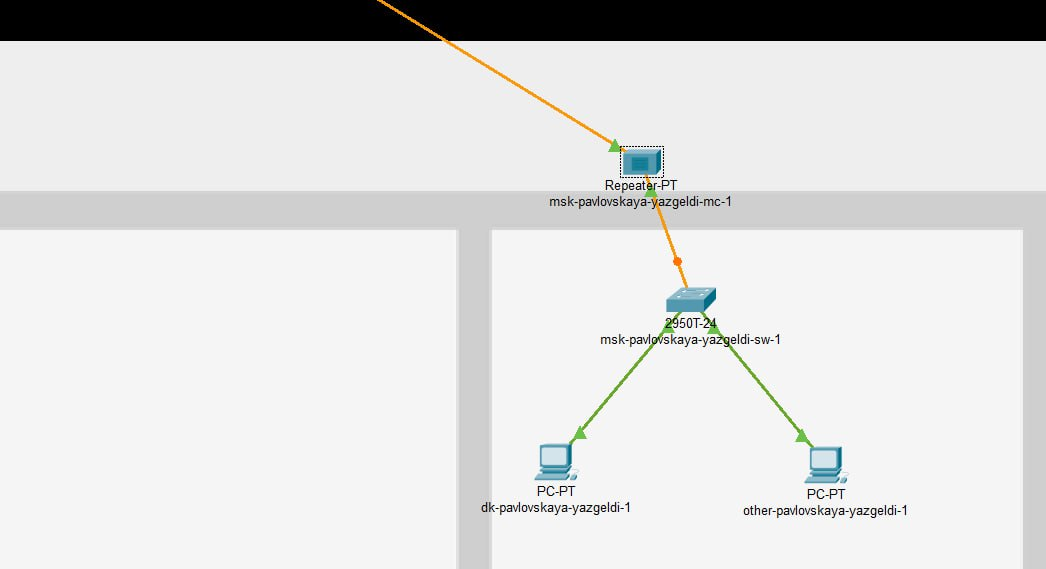 Repeater-PT
msk-pavlovskaya-yazgeldi-mc-1
2950T-24
msk-pavlovskaya-yazgeldi-sw-1
PC-PT
dk-pavlovskaya-yazgeldi-1
PC-PT
other-pavlovskaya-yazgeldi-1